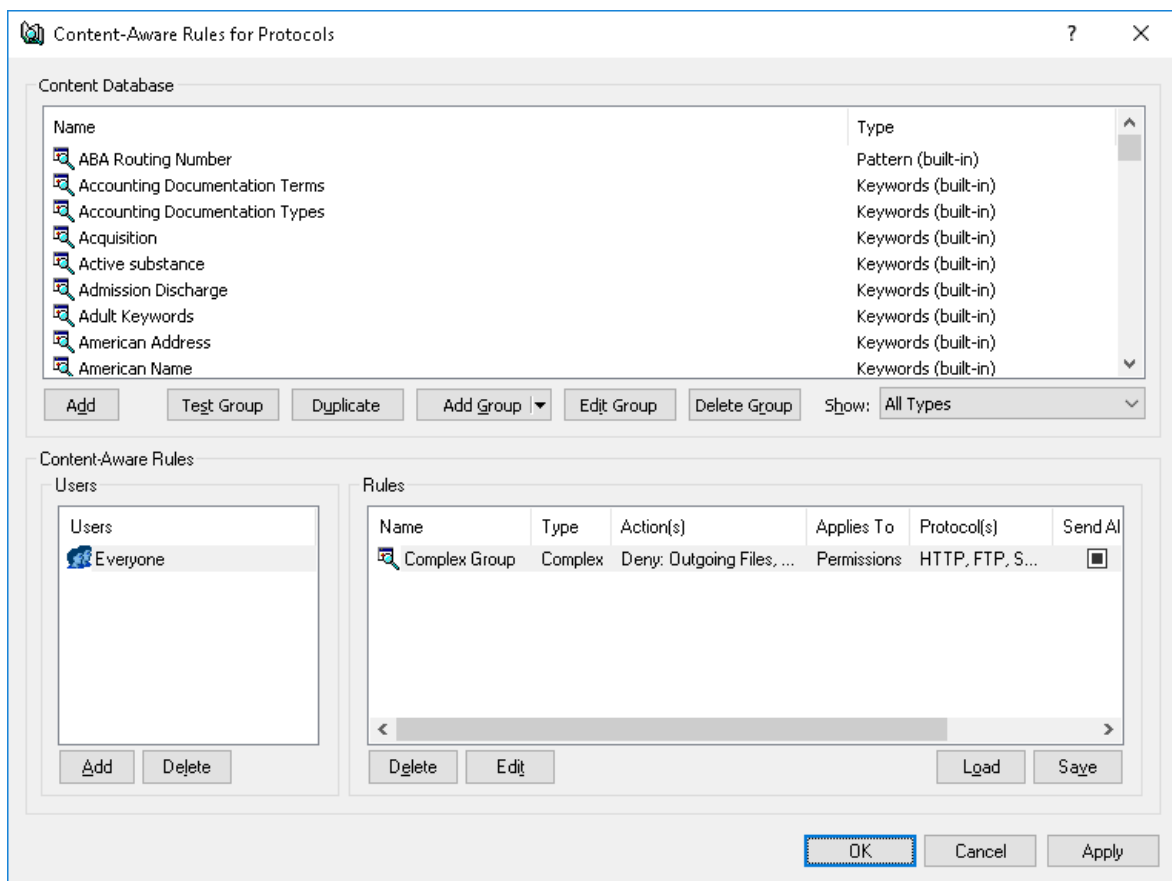 Content-Aware Rules for Protocols ?
Content Database
Name Type
ABA Routing Number Pattern (built-in)
Accounting Documentation Terms Keywords (built-in)
Accounting Documentation Types Keywords (built-in)
Acquisition Keywords (built-in)
Active substance Keywords (built-in)
Admission Discharge Keywords (built-in)
Adult Keywords Keywords (built-in)
American Address Keywords (built-in)
American Name Keywords (built-in)
Add Test Group Duplicate Add Group Edit Group Delete Group Show: All Types
Content-Aware Rules
Users Rules
Users Name Type Action(s) Applies To Protocol(s) Send Al
Everyone Complex Group Complex Deny: Outgoing Files, ... Permissions HTTP, FTP, S...
Add Delete Delete Edit Load Save
OK Cancel Apply